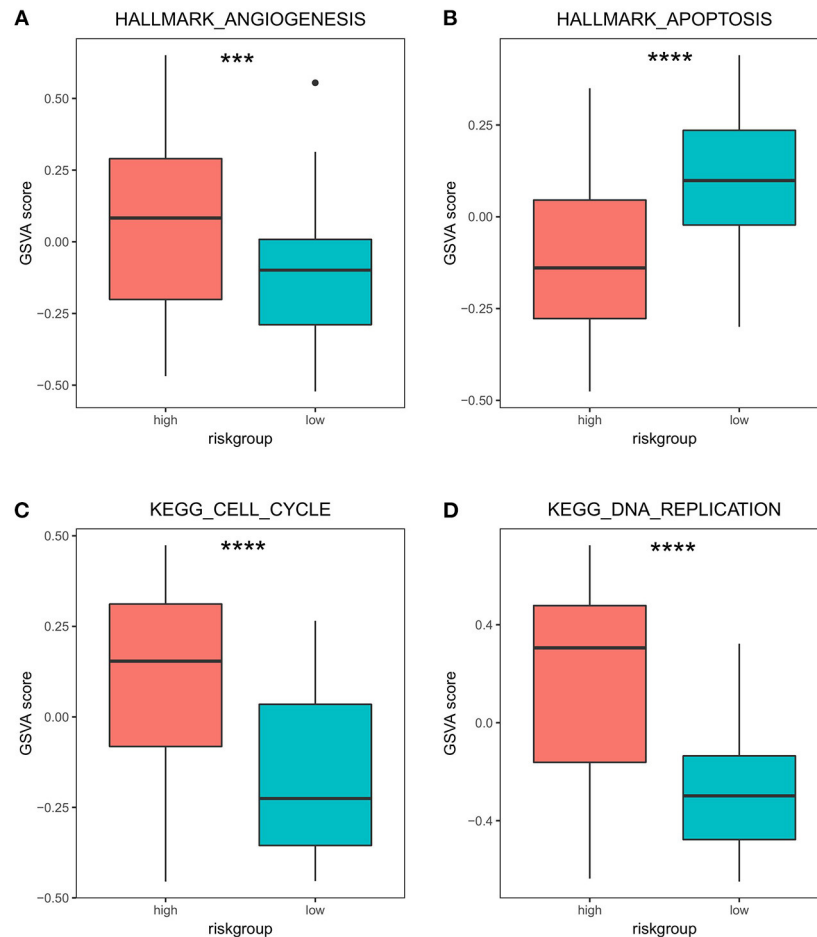 A
HALLMARK_ANGIOGENESIS
***
0.50
0.25
0.00
−0.25
−0.50
GSVA score
high
low
riskgroup
B
HALLMARK_APOPTOSIS
****
0.25
0.00
−0.25
−0.50
GSVA score
high
low
riskgroup
C
KEGG_CELL_CYCLE
****
0.50
0.25
0.00
−0.25
−0.50
GSVA score
high
low
riskgroup
D
KEGG_DNA_REPLICATION
****
0.4
0.0
−0.4
GSVA score
high
low
riskgroup